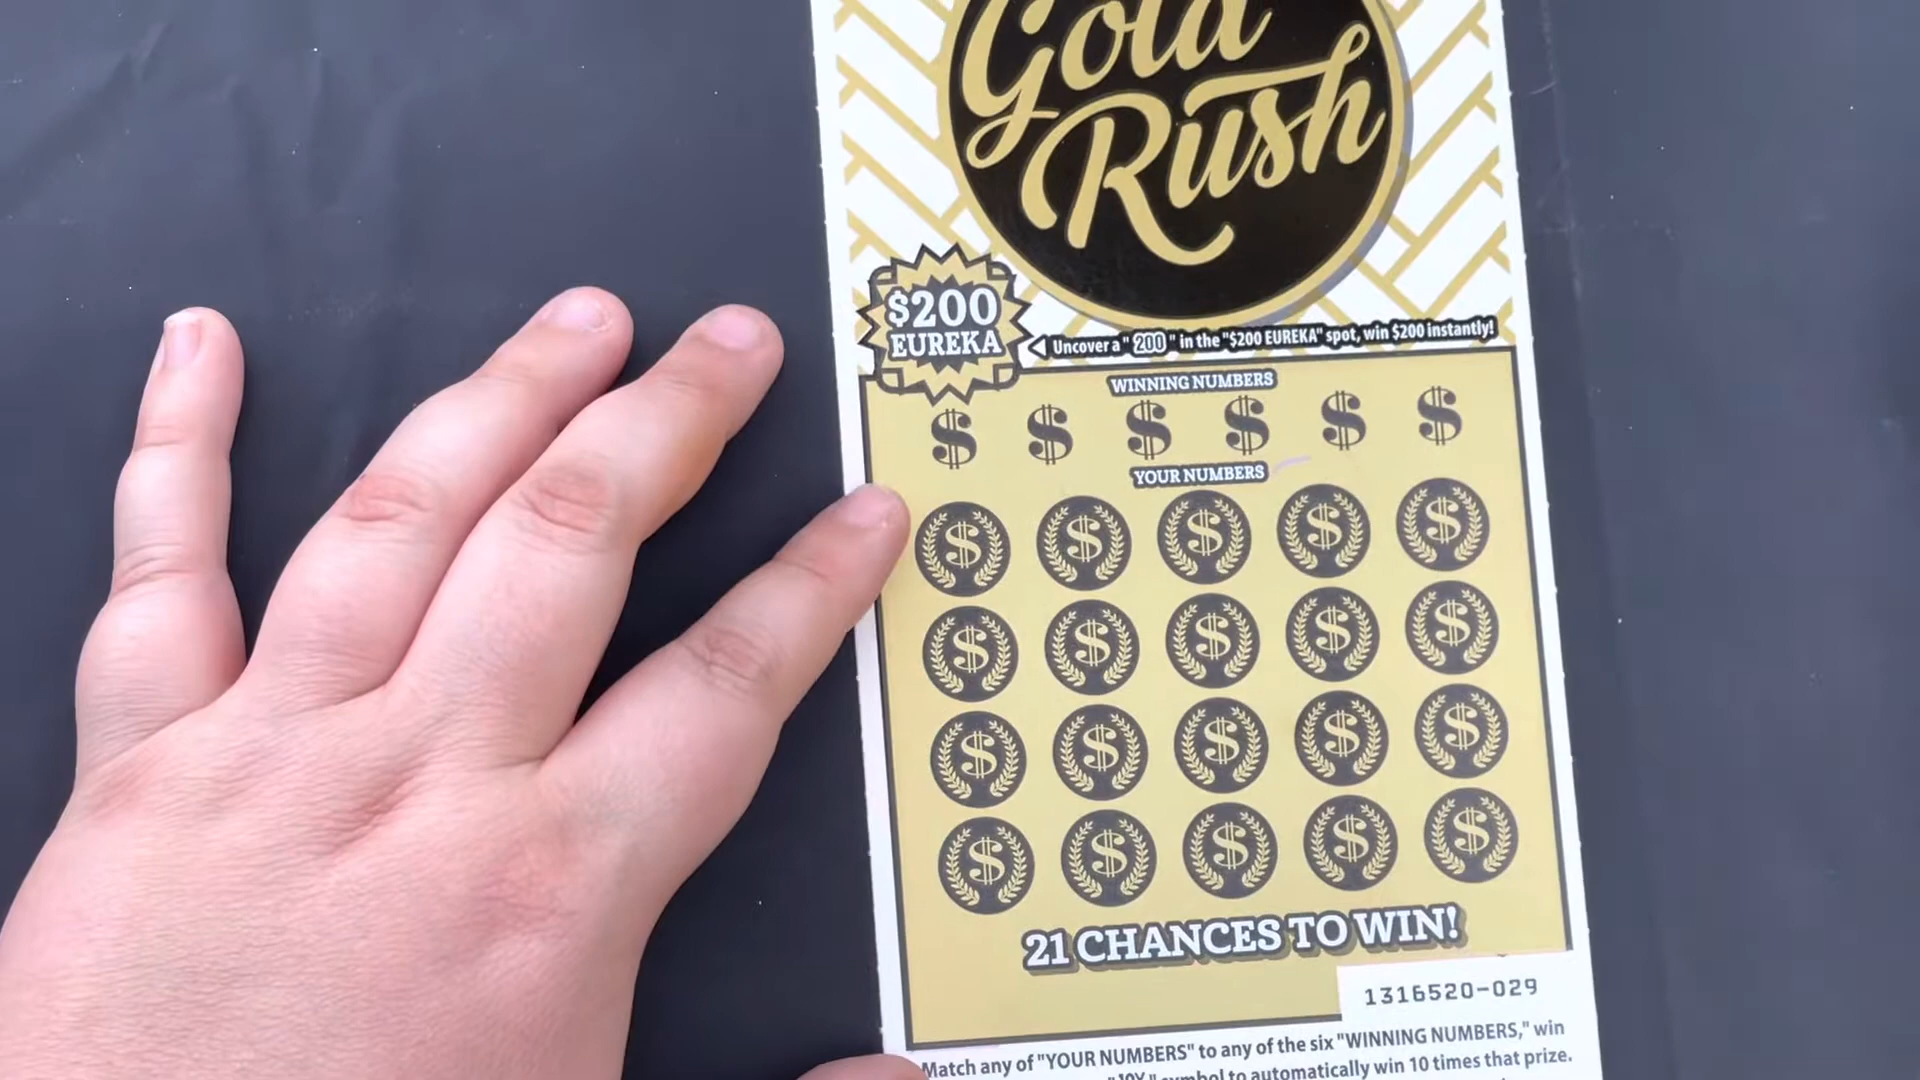 Gold
Rush
$200
EUREKA
Uncover a "200" in the "$200 EUREKA" spot, win $200 instantly!
WINNING NUMBERS
$ $ $ $ $ $
YOUR NUMBERS
$ $ $ $ $
$ $ $ $ $
$ $ $ $ $
$ $ $ $ $
21 CHANCES TO WIN!
1316520-029
Match any of "YOUR NUMBERS" to any of the six "WINNING NUMBERS," win
symbol to automatically win 10 times that prize.